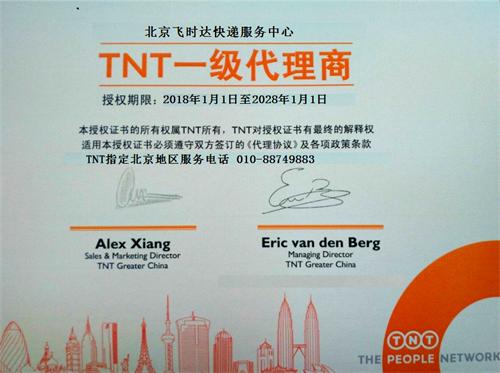 北京飞时达快递服务中心
TNT一级代理商
授权期限：2018年1月1日至2028年1月1日
本授权证书的所有权属TNT所有，TNT对授权证书有最终的解释权
适用本授权证书必须遵守双方签订的《代理协议》及各项政策条款
TNT指定北京地区服务电话 010-88749883
Alex Xiang
Sales & Marketing Director
TNT Greater China
Eric van den Berg
Managing Director
TNT Greater China
TNT
THE PEOPLE NETWORK